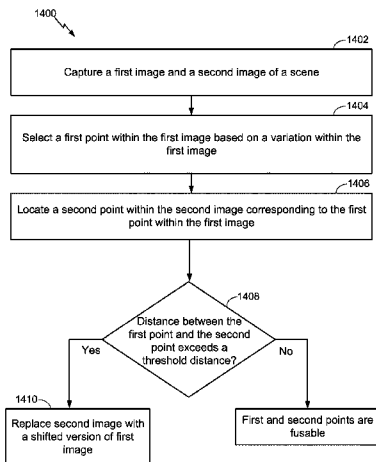 1400
1402
Capture a first image and a second image of a scene
1404
Select a first point within the first image based on a variation within the
first image
1406
Locate a second point within the second image corresponding to the first
point within the first image
1408
Distance between the
first point and the second
point exceeds a
threshold distance?
Yes
No
1410
Replace second image with
a shifted version of first
image
First and second points are
fusable